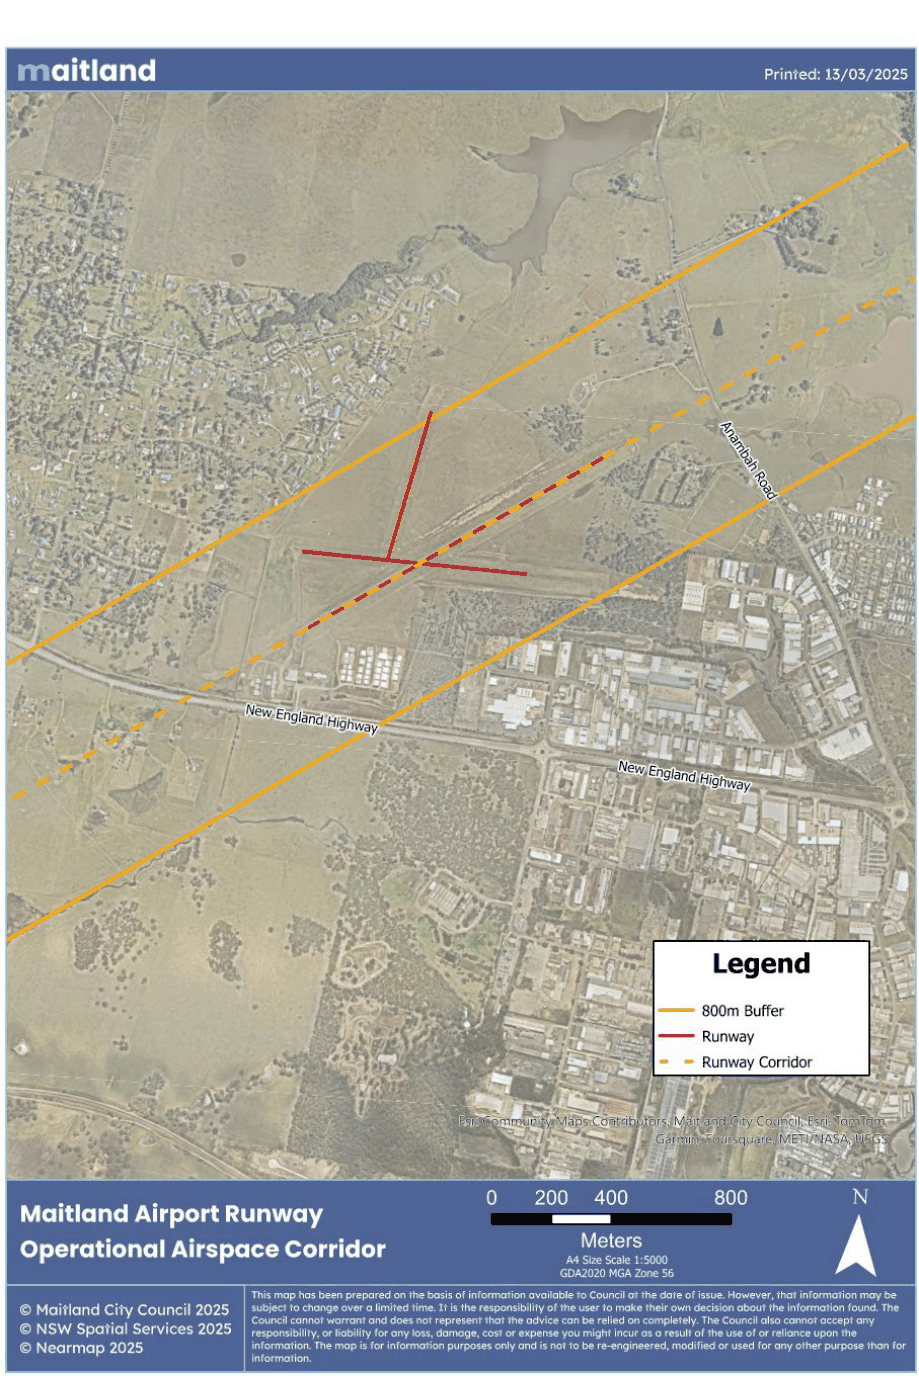 maitland
Printed: 13/03/2025
Anambah Road
New England Highway
New England Highway
Legend
800m Buffer
Runway
Runway Corridor
Esri Community Maps Contributors, Maitland City Council, Esri, TomTom,
Garmin, Foursquare, METI/NASA, USGS
Maitland Airport Runway
Operational Airspace Corridor
0 200 400 800
Meters
A4 Size Scale 1:5000
GDA2020 MGA Zone 56
N
© Maitland City Council 2025
© NSW Spatial Services 2025
© Nearmap 2025
This map has been prepared on the basis of information available to Council at the date of issue. However, that information may be
subject to change over a limited time. It is the responsibility of the user to make their own decision about the information found. The
Council cannot warrant and does not represent that the advice can be relied on completely. The Council also cannot accept any
responsibility, or liability for any loss, damage, cost or expense you might incur as a result of the use of or reliance upon the
information. The map is for information purposes only and is not to be re-engineered, modified or used for any other purpose than for
information.